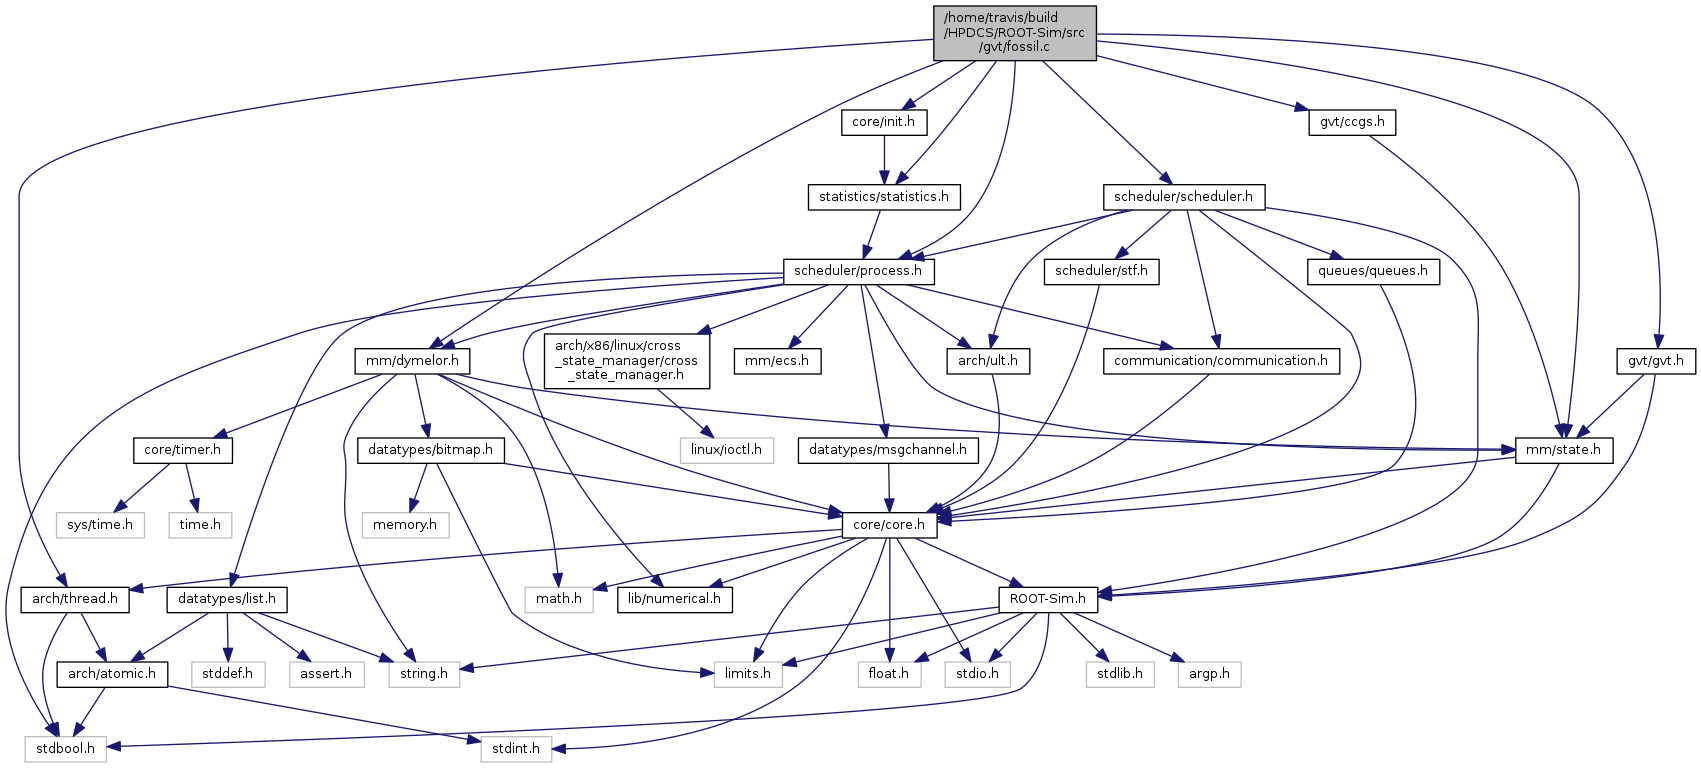 /home/travis/build
/HPDCS/ROOT-Sim/src
/gvt/fossil.c
core/init.h
gvt/ccgs.h
statistics/statistics.h
scheduler/scheduler.h
scheduler/process.h
scheduler/stf.h
queues/queues.h
mm/dymelor.h
arch/x86/linux/cross
_state_manager/cross
_state_manager.h
mm/ecs.h
arch/ult.h
communication/communication.h
gvt/gvt.h
core/timer.h
datatypes/bitmap.h
linux/ioctl.h
datatypes/msgchannel.h
mm/state.h
sys/time.h
time.h
memory.h
core/core.h
arch/thread.h
datatypes/list.h
math.h
lib/numerical.h
ROOT-Sim.h
arch/atomic.h
stddef.h
assert.h
string.h
limits.h
float.h
stdio.h
stdlib.h
argp.h
stdbool.h
stdint.h